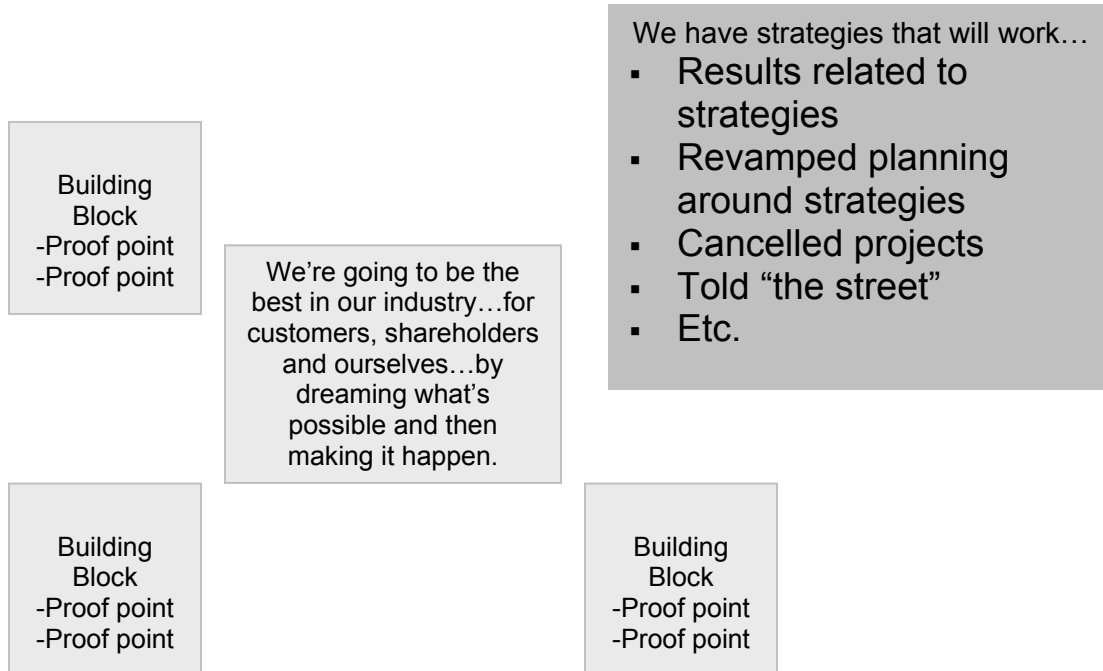 We have strategies that will work…
▪ Results related to
strategies
▪ Revamped planning
around strategies
▪ Cancelled projects
▪ Told “the street”
▪ Etc.
Building
Block
-Proof point
-Proof point
We’re going to be the
best in our industry…for
customers, shareholders
and ourselves…by
dreaming what’s
possible and then
making it happen.
Building
Block
-Proof point
-Proof point
Building
Block
-Proof point
-Proof point